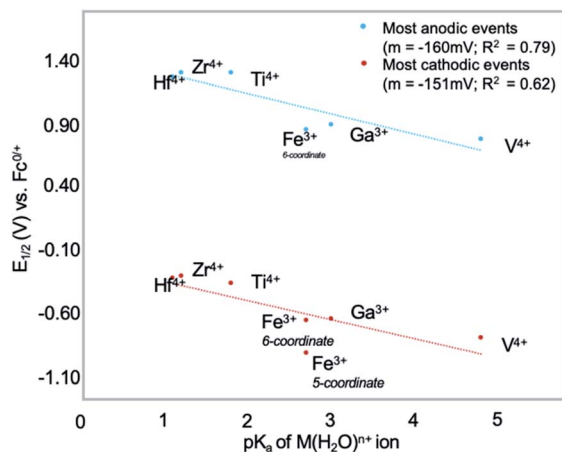 Most anodic events
(m = -160mV; R² = 0.79)
Most cathodic events
(m = -151mV; R² = 0.62)
E1/2 (V) vs. Fc0/+
1.40
0.90
0.40
-0.10
-0.60
-1.10
Hf⁴⁺
Zr⁴⁺
Ti⁴⁺
Fe³⁺
6-coordinate
Ga³⁺
V⁴⁺
Hf⁴⁺
Zr⁴⁺
Ti⁴⁺
Fe³⁺
6-coordinate
Ga³⁺
Fe³⁺
5-coordinate
V⁴⁺
0 1 2 3 4 5
pKa of M(H2O)ⁿ⁺ ion